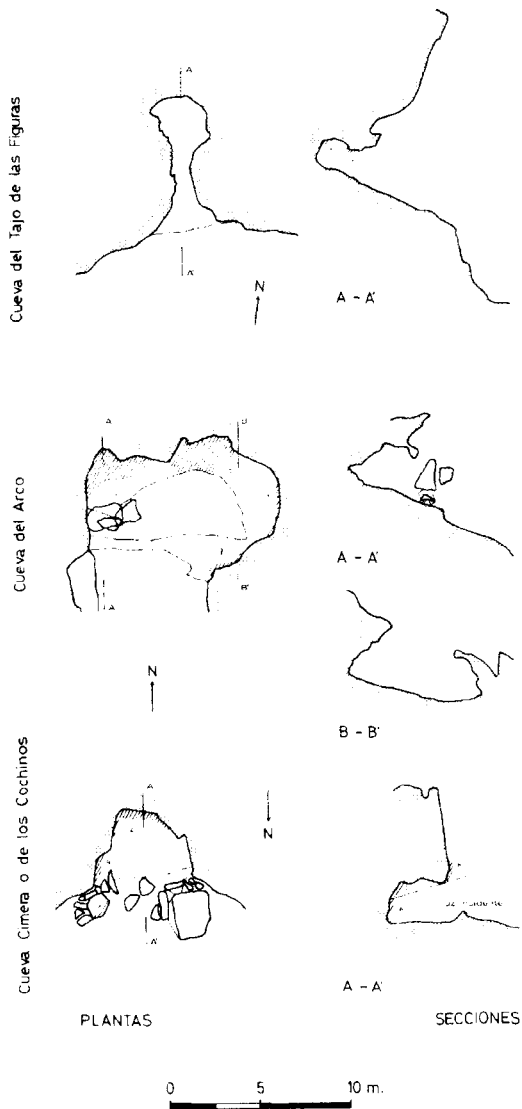 Cueva del Tajo de las Figuras
A
A'
N
A - A'
Cueva del Arco
A
B
A
B'
A - A'
B - B'
N
Cueva Cimera o de los Cochinos
A
A'
N
A - A'
PLANTAS
SECCIONES
0 5 10 m.